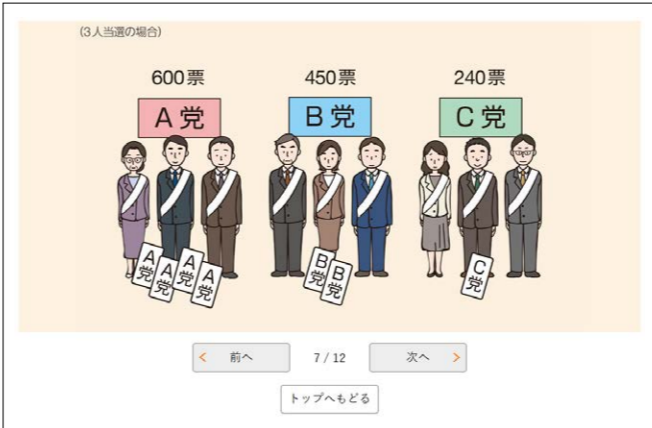 (3人当選の場合)
600票
450票
240票
A党
B党
C党
A党
A党
A党
A党
B党
B党
C党
前へ
7 / 12
次へ
トップへもどる